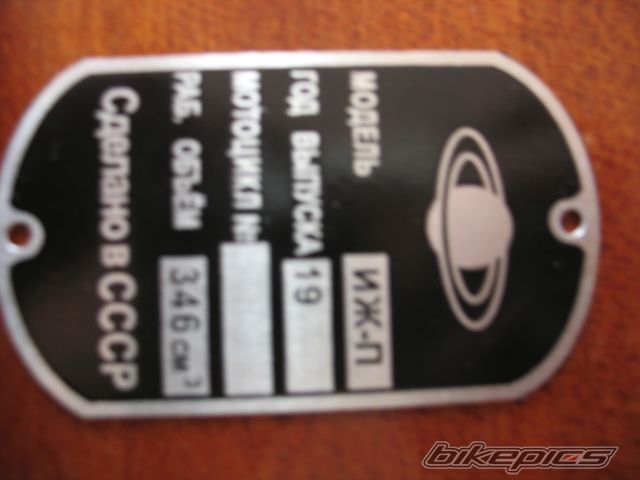 МОДЕЛЬ ИЖ-П
ГОД ВЫПУСКА 19
МОТОЦИКЛ №
РАБ. ОБЪЁМ 346 см³
Сделано в СССР
bikepics